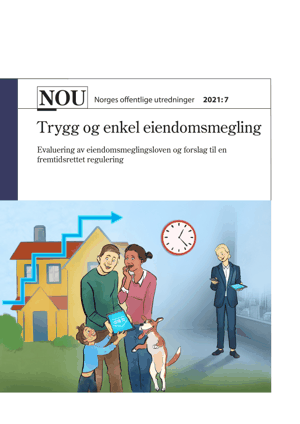 NOU
Norges offentlige utredninger 2021: 7
Trygg og enkel eiendomsmegling
Evaluering av eiendomsmeglingsloven og forslag til en
fremtidsrettet regulering